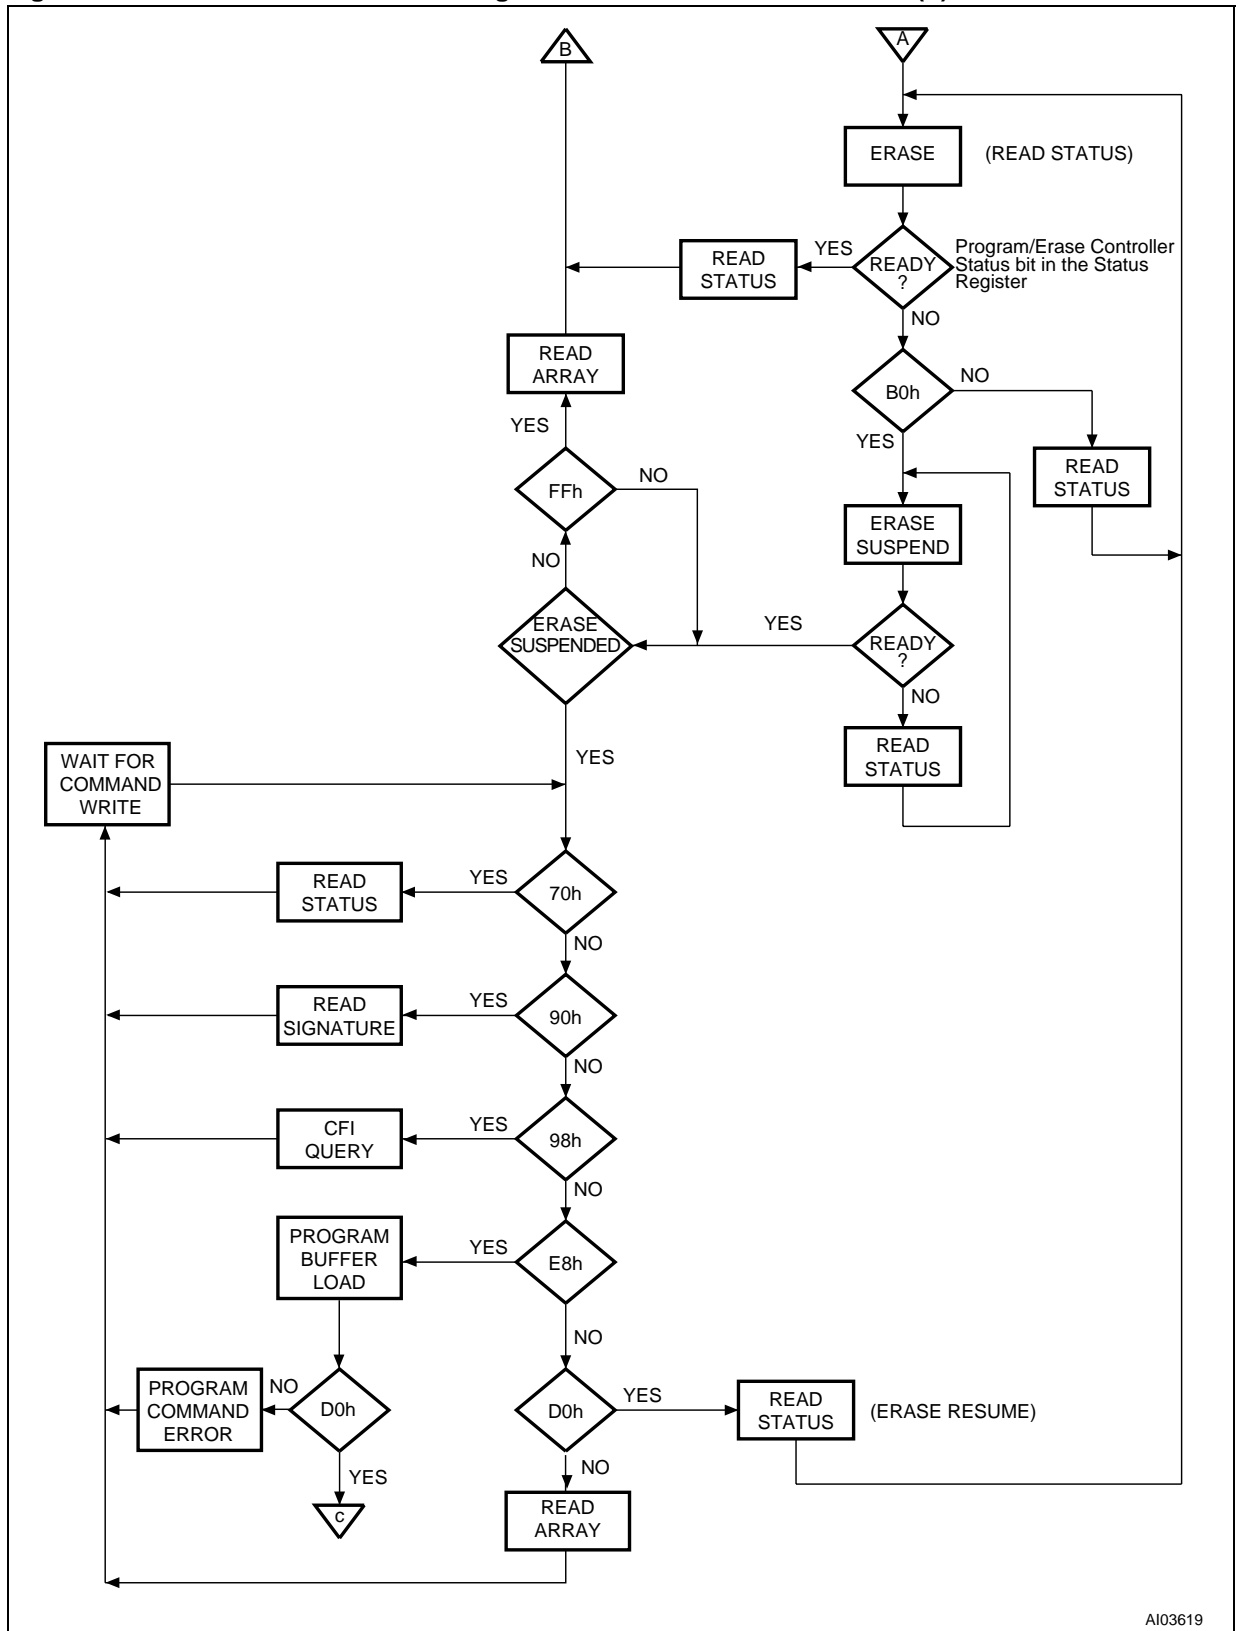 B
A
ERASE
(READ STATUS)
READ
STATUS
YES
READY
?
Program/Erase Controller
Status bit in the Status
Register
NO
READ
ARRAY
B0h
NO
YES
YES
READ
STATUS
FFh
NO
ERASE
SUSPEND
NO
ERASE
SUSPENDED
YES
READY
?
NO
READ
STATUS
YES
WAIT FOR
COMMAND
WRITE
READ
STATUS
YES
70h
NO
READ
SIGNATURE
YES
90h
NO
CFI
QUERY
YES
98h
NO
PROGRAM
BUFFER
LOAD
YES
E8h
NO
PROGRAM
COMMAND
ERROR
NO
D0h
D0h
YES
READ
STATUS
(ERASE RESUME)
YES
NO
c
READ
ARRAY
AI03619